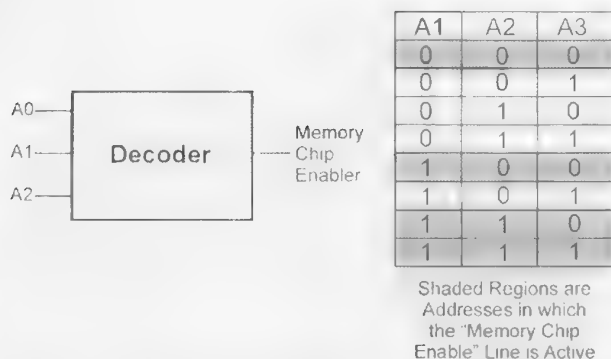 A0
A1
A2
Decoder
Memory
Chip
Enabler
A1 A2 A3
0 0 0
0 0 1
0 1 0
0 1 1
1 0 0
1 0 1
1 1 0
1 1 1
Shaded Regions are
Addresses in which
the "Memory Chip
Enable" Line is Active